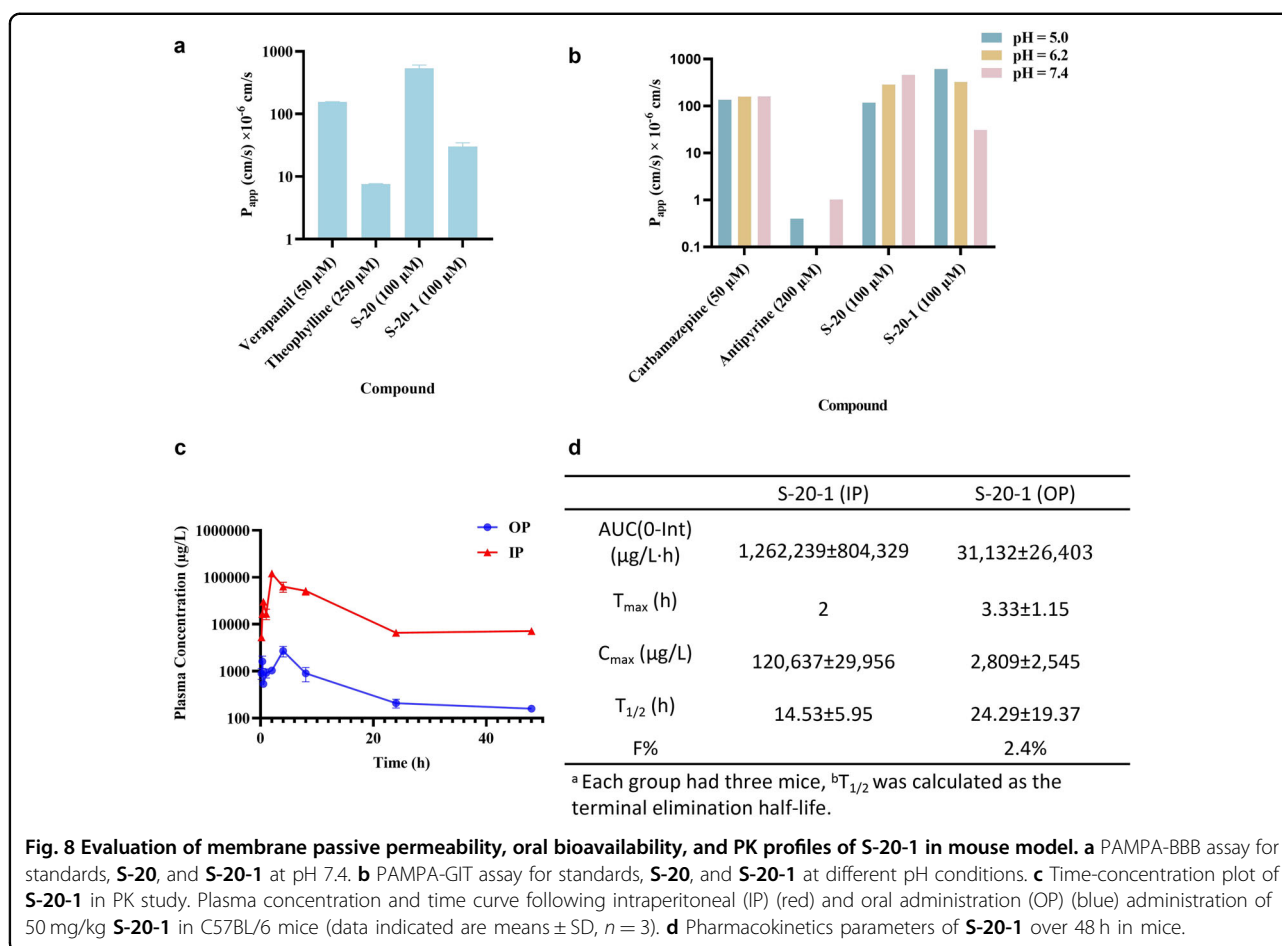 a
1000
100
10
1
P_app (cm/s) ×10⁻⁶ cm/s
Verapamil (50 µM)
Theophylline (250 µM)
S-20 (100 µM)
S-20-1 (100 µM)
Compound
b
pH = 5.0
pH = 6.2
pH = 7.4
1000
100
10
1
0.1
P_app (cm/s) × 10⁻⁶ cm/s
Carbamazepine (50 µM)
Antipyrine (200 µM)
S-20 (100 µM)
S-20-1 (100 µM)
Compound
c
OP
IP
1000000
100000
10000
1000
100
Plasma Concentration (µg/L)
0 20 40
Time (h)
d
S-20-1 (IP) S-20-1 (OP)
AUC(0-Int)
(µg/L·h) 1,262,239±804,329 31,132±26,403
T_max (h) 2 3.33±1.15
C_max (µg/L) 120,637±29,956 2,809±2,545
T_1/2 (h) 14.53±5.95 24.29±19.37
F% 2.4%
ᵃ Each group had three mice, ᵇT_1/2 was calculated as the
terminal elimination half-life.
Fig. 8 Evaluation of membrane passive permeability, oral bioavailability, and PK profiles of S-20-1 in mouse model. a PAMPA-BBB assay for
standards, S-20, and S-20-1 at pH 7.4. b PAMPA-GIT assay for standards, S-20, and S-20-1 at different pH conditions. c Time-concentration plot of
S-20-1 in PK study. Plasma concentration and time curve following intraperitoneal (IP) (red) and oral administration (OP) (blue) administration of
50 mg/kg S-20-1 in C57BL/6 mice (data indicated are means ± SD, n = 3). d Pharmacokinetics parameters of S-20-1 over 48 h in mice.